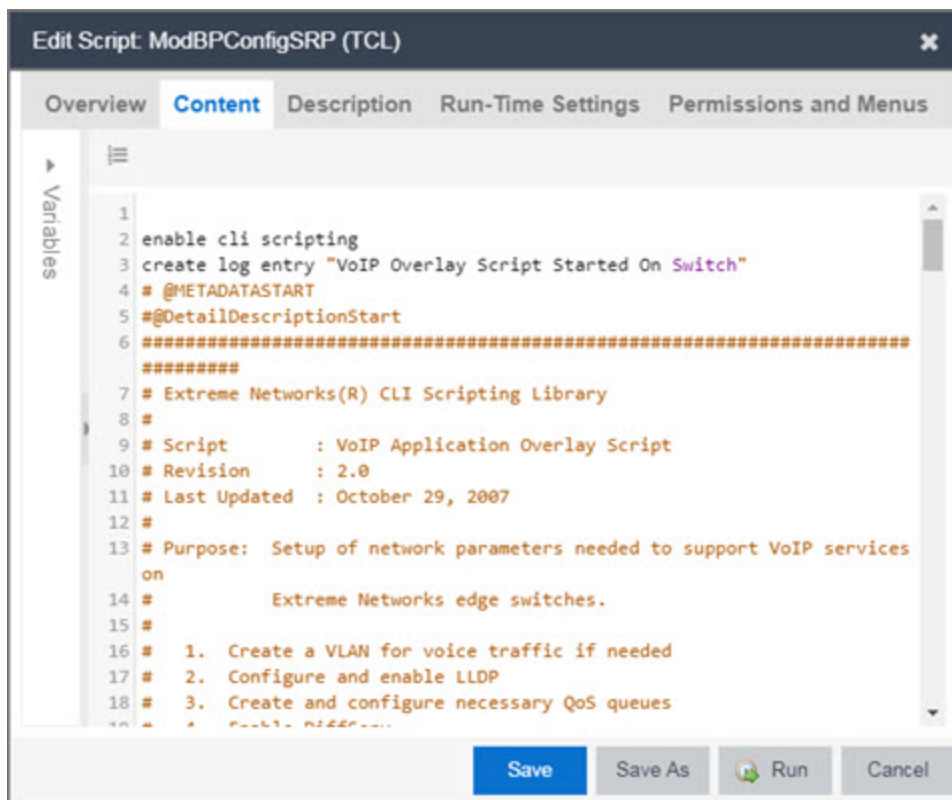 Edit Script: ModBPConfigSRP (TCL)
Overview Content Description Run-Time Settings Permissions and Menus
Variables
1
2 enable cli scripting
3 create log entry "VoIP Overlay Script Started On Switch"
4 # @METADATASTART
5 #@DetailDescriptionStart
6 #######################################################################
#########
7 # Extreme Networks(R) CLI Scripting Library
8 #
9 # Script : VoIP Application Overlay Script
10 # Revision : 2.0
11 # Last Updated : October 29, 2007
12 #
13 # Purpose: Setup of network parameters needed to support VoIP services
on
14 # Extreme Networks edge switches.
15 #
16 # 1. Create a VLAN for voice traffic if needed
17 # 2. Configure and enable LLDP
18 # 3. Create and configure necessary QoS queues
19 # 4. Enable DiffServ
Save Save As Run Cancel